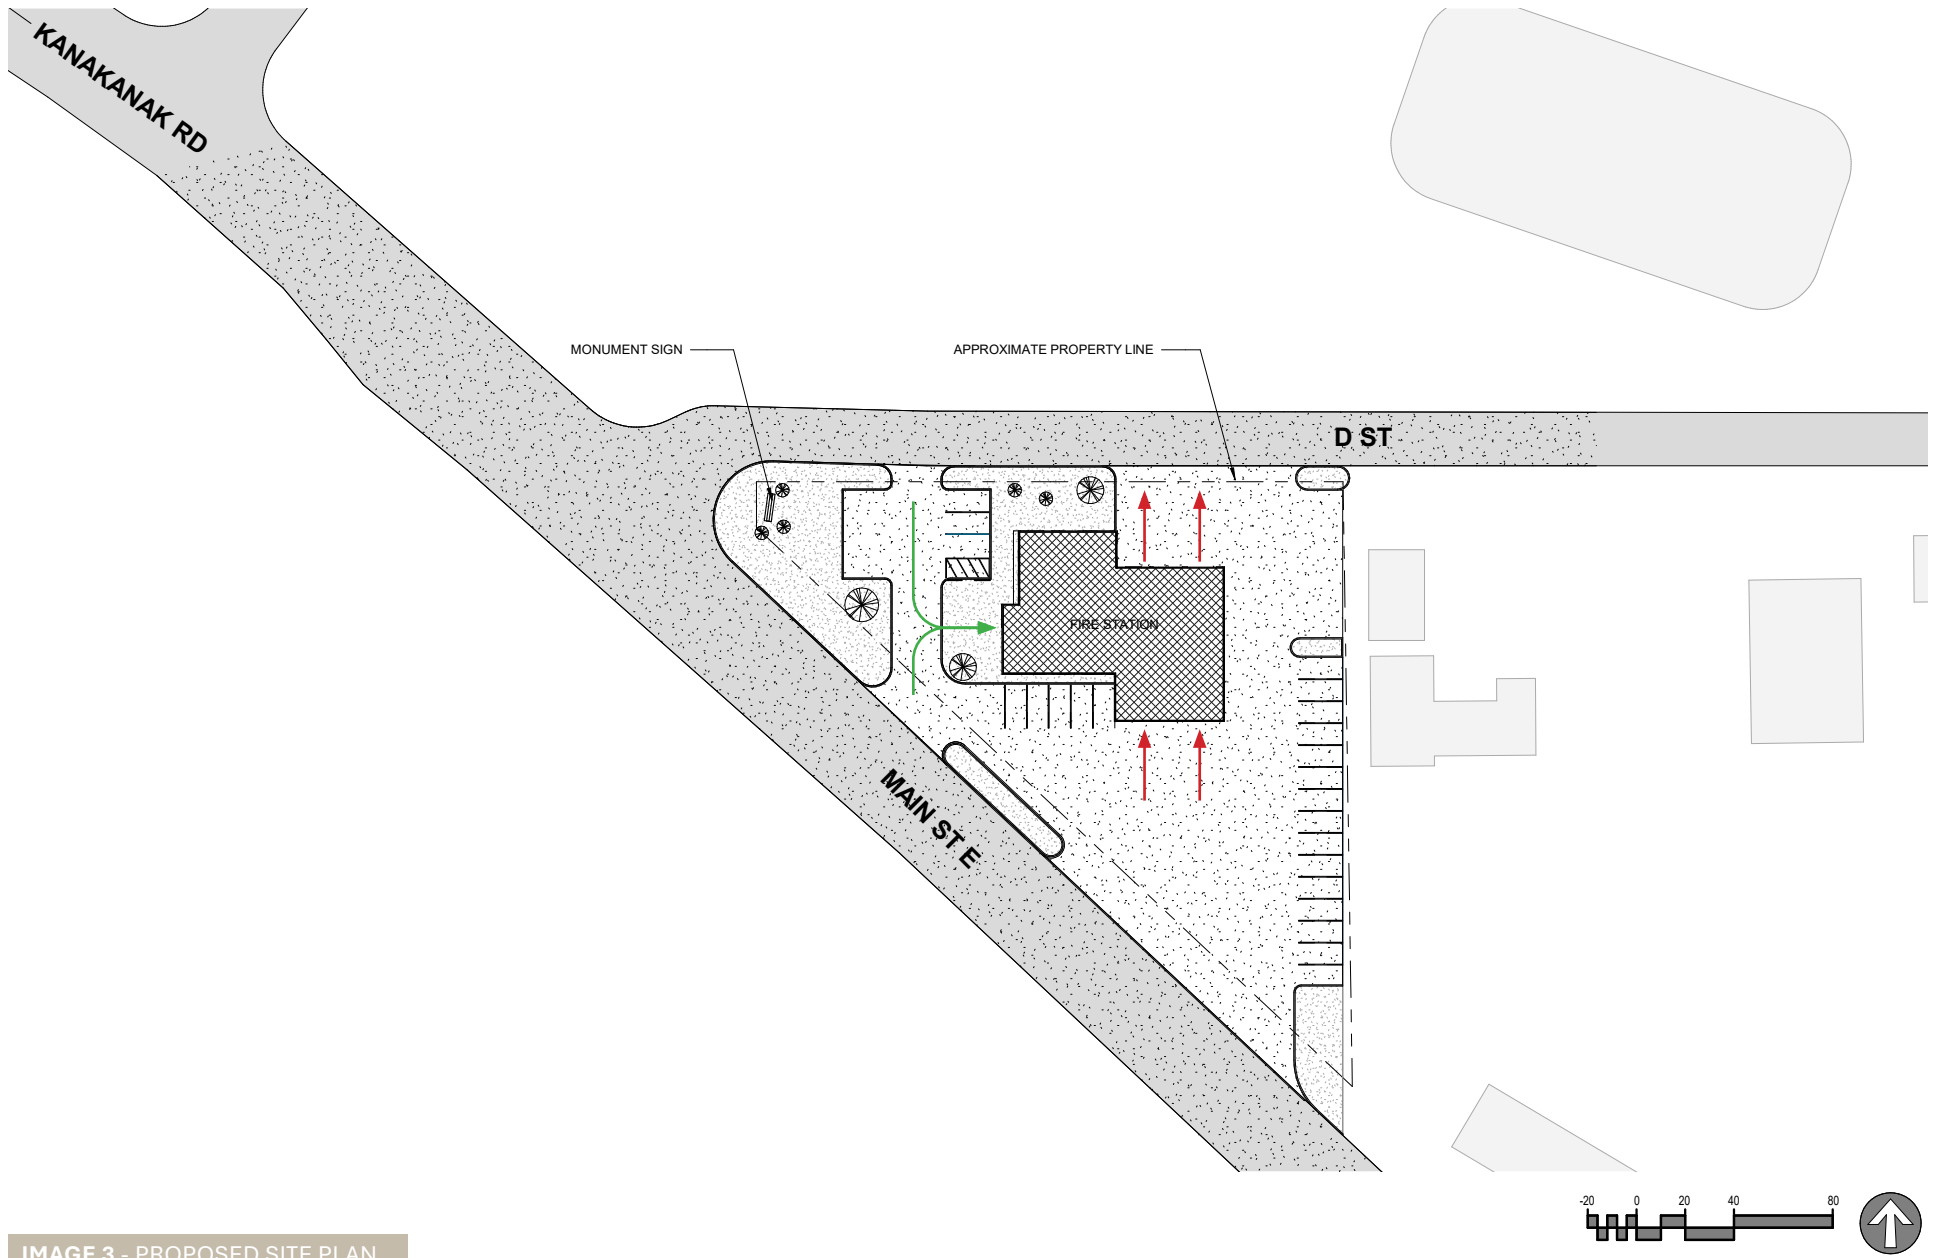 KANAKANAK RD
MONUMENT SIGN
APPROXIMATE PROPERTY LINE
D ST
FIRE STATION
MAIN ST E
-20 0 20 40 80
IMAGE 3 - PROPOSED SITE PLAN